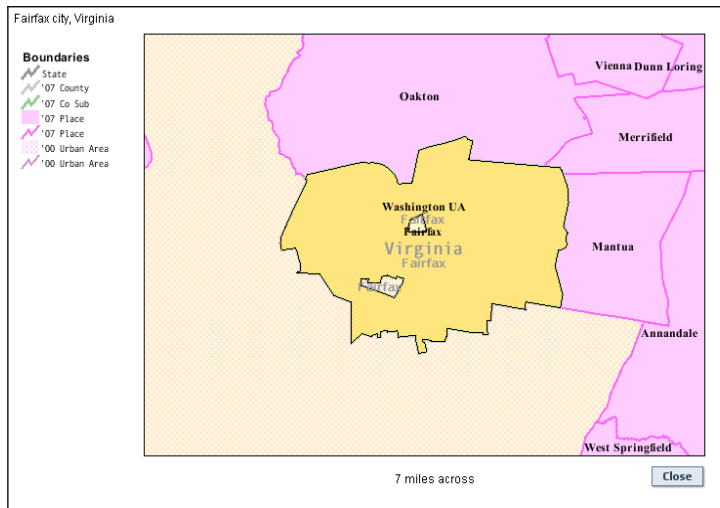 Fairfax city, Virginia
Boundaries
State
'07 County
'07 Co Sub
'07 Place
'07 Place
'00 Urban Area
'00 Urban Area
Vienna
Dunn Loring
Oakton
Merrifield
Washington UA
Fairfax
Fairfax
Virginia
Mantua
Fairfax
Fairfax
Annandale
West Springfield
7 miles across
Close